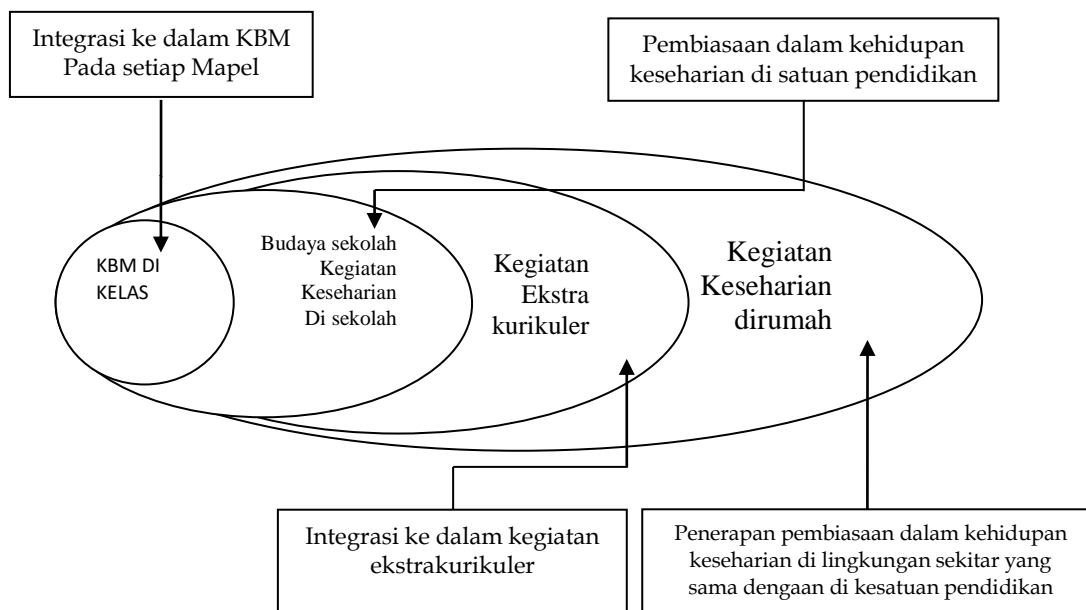 Integrasi ke dalam KBM
Pada setiap Mapel
Pembiasaan dalam kehidupan
keseharian di satuan pendidikan
KBM DI
KELAS
Budaya sekolah
Kegiatan
Keseharian
Di sekolah
Kegiatan
Ekstra
kurikuler
Kegiatan
Keseharian
dirumah
Integrasi ke dalam kegiatan
ekstrakurikuler
Penerapan pembiasaan dalam kehidupan
keseharian di lingkungan sekitar yang
sama dengaan di kesatuan pendidikan